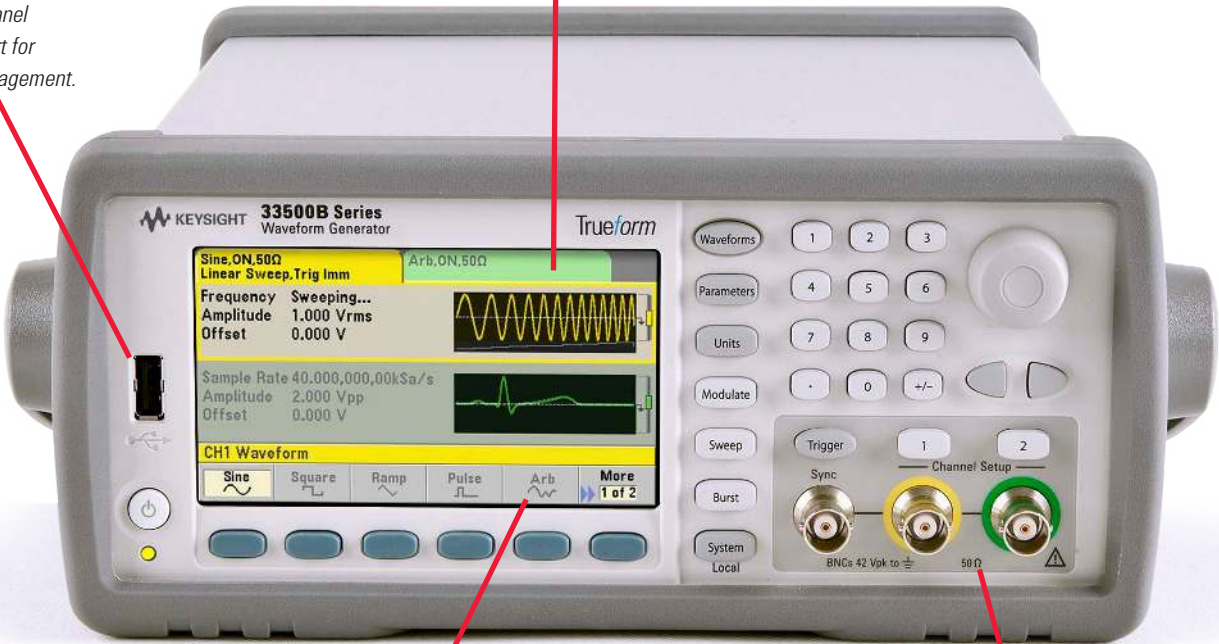 rt for
agement.
KEYSIGHT 33500B Series
Waveform Generator
Trueform
Sine,ON,50Ω
Linear Sweep,Trig Imm
Arb,ON,50Ω
Frequency Sweeping...
Amplitude 1.000 Vrms
Offset 0.000 V
Sample Rate 40.000,000,00kSa/s
Amplitude 2.000 Vpp
Offset 0.000 V
CH1 Waveform
Sine Square Ramp Pulse Arb More
1 of 2
Waveforms
Parameters
Units
Modulate
Sweep
Burst
System
Local
1 2 3
4 5 6
7 8 9
. 0 +/-
Trigger 1 2
Channel Setup
Sync
BNCs 42 Vpk to 50 Ω